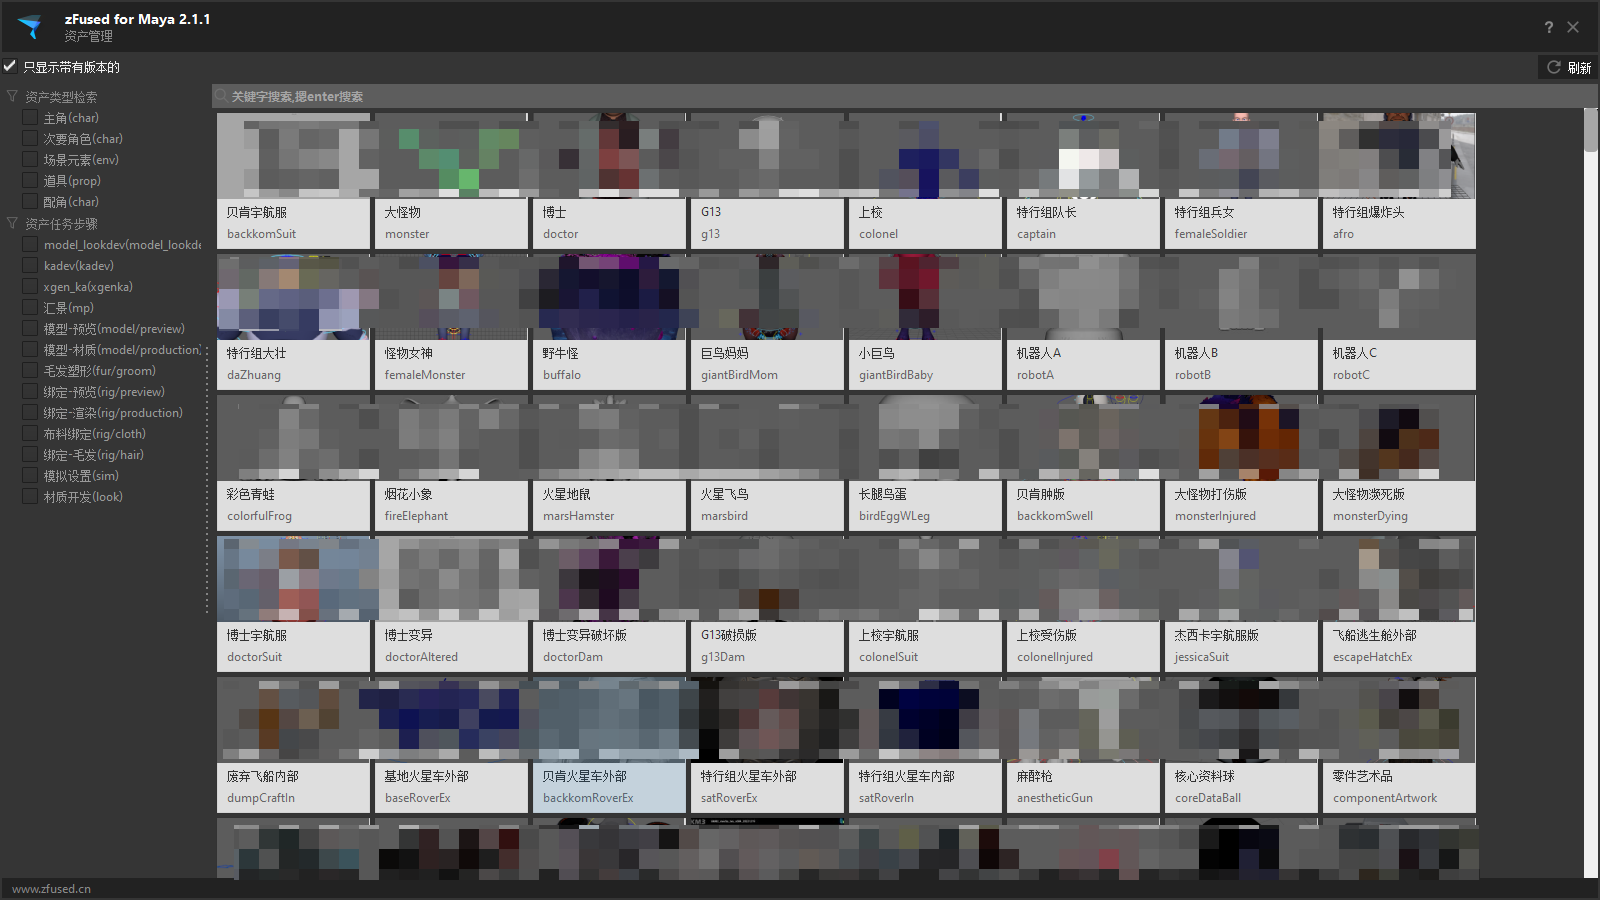 zFused for Maya 2.1.1
资产管理
?
只显示带有版本的
刷新
资产类型检索
主角(char)
次要角色(char)
场景元素(env)
道具(prop)
配角(char)
资产任务步骤
model_lookdev(model_lookde
kadev(kadev)
xgen_ka(xgenka)
汇景(mp)
模型-预览(model/preview)
模型-材质(model/production)
毛发塑形(fur/groom)
绑定-预览(rig/preview)
绑定-渲染(rig/production)
布料绑定(rig/cloth)
绑定-毛发(rig/hair)
模拟设置(sim)
材质开发(look)
关键字搜索,摁enter搜索
贝肯宇航服
backkomSuit
大怪物
monster
博士
doctor
G13
g13
上校
colonel
特行组队长
captain
特行组兵女
femaleSoldier
特行组爆炸头
afro
特行组大壮
daZhuang
怪物女神
femaleMonster
野牛怪
buffalo
巨鸟妈妈
giantBirdMom
小巨鸟
giantBirdBaby
机器人A
robotA
机器人B
robotB
机器人C
robotC
彩色青蛙
colorfulFrog
烟花小象
fireElephant
火星地鼠
marsHamster
火星飞鸟
marsbird
长腿鸟蛋
birdEggWLeg
贝肯肿版
backkomSwell
大怪物打伤版
monsterInjured
大怪物濒死版
monsterDying
博士宇航服
doctorSuit
博士变异
doctorAltered
博士变异破坏版
doctorDam
G13破损版
g13Dam
上校宇航服
colonelSuit
上校受伤版
colonelInjured
杰西卡宇航服版
jessicaSuit
飞船逃生舱外部
escapeHatchEx
废弃飞船内部
dumpCraftIn
基地火星车外部
baseRoverEx
贝肯火星车外部
backkomRoverEx
特行组火星车外部
satRoverEx
特行组火星车内部
satRoverIn
麻醉枪
anestheticGun
核心资料球
coreDataBall
零件艺术品
componentArtwork
www.zfused.cn